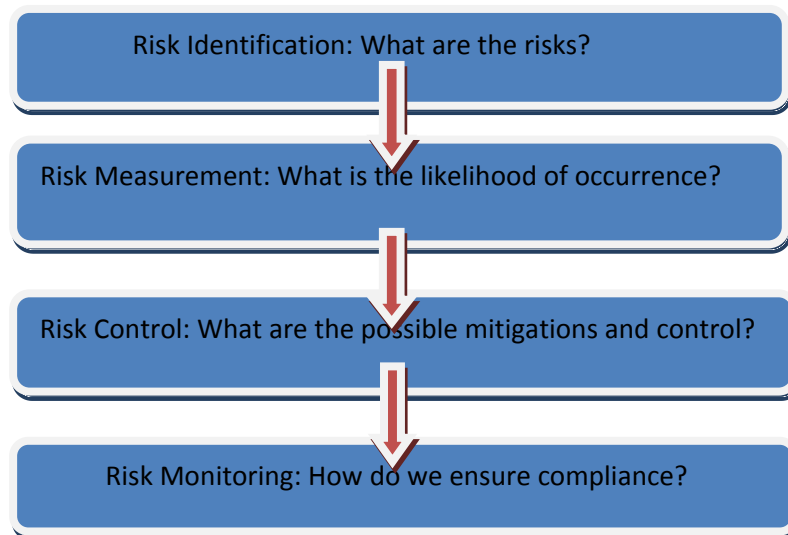 Risk Identification: What are the risks?
Risk Measurement: What is the likelihood of occurrence?
Risk Control: What are the possible mitigations and control?
Risk Monitoring: How do we ensure compliance?